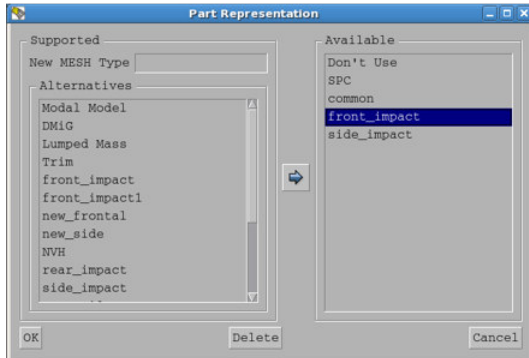 Part Representation
Supported
New MESH Type
Alternatives
Modal Model
DMiG
Lumped Mass
Trim
front_impact
front_impact1
new_frontal
new_side
NVH
rear_impact
side_impact
Available
Don't Use
SPC
common
front_impact
side_impact
OK
Delete
Cancel